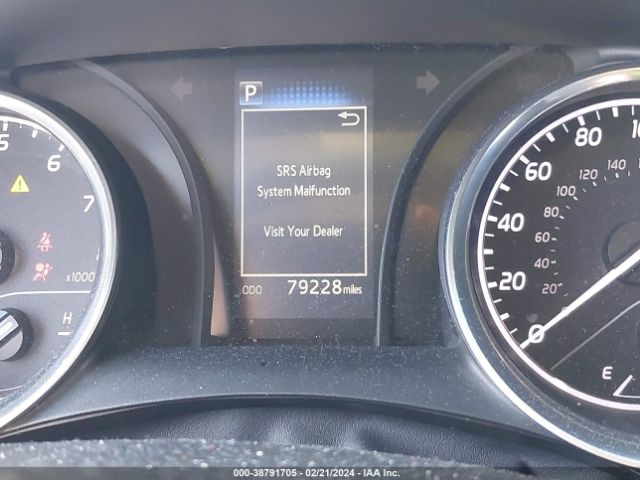 P
SRS Airbag
System Malfunction
Visit Your Dealer
ODO 79228 miles
5
6
7
x1000
H
80
60
40
20
0
140
120
100
80
60
40
20
E
000-38791705 - 02/21/2024 - IAA Inc.